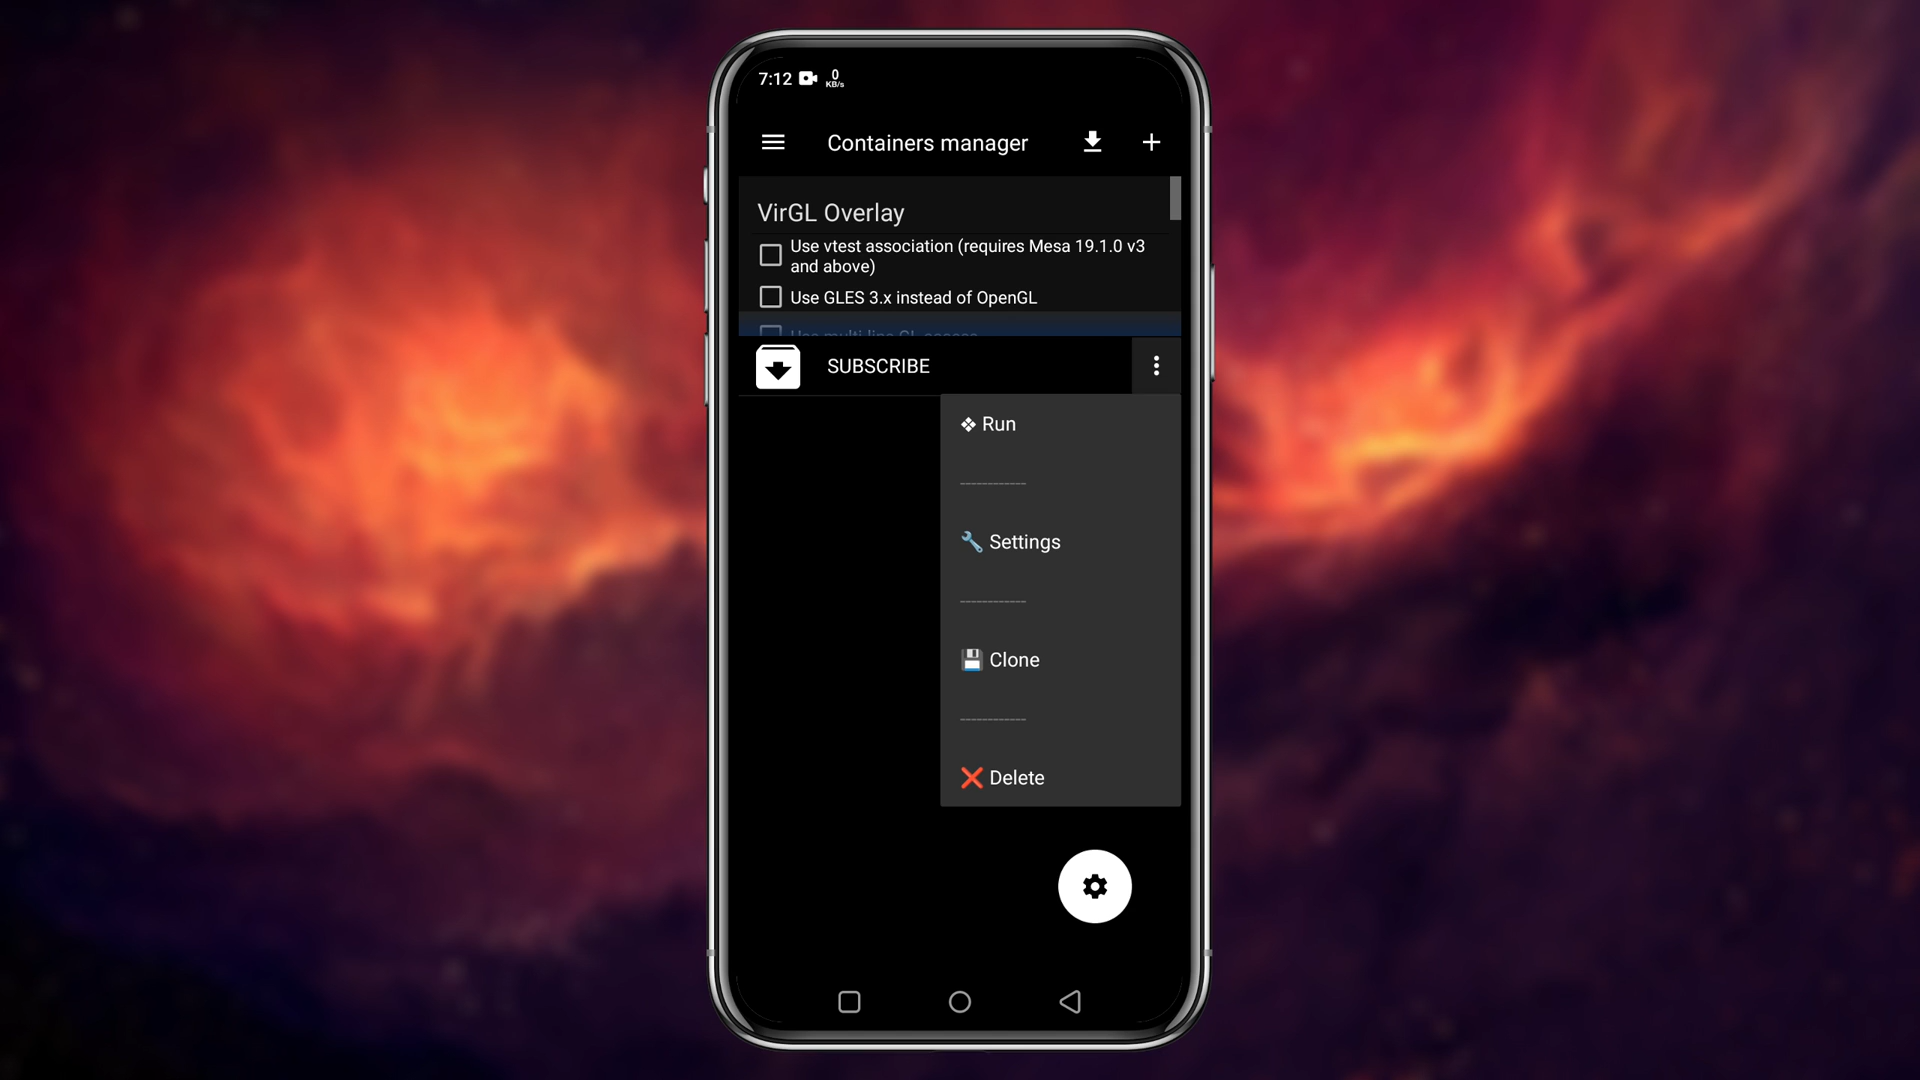 7:12 0 KB/s
Containers manager
VirGL Overlay
Use vtest association (requires Mesa 19.1.0 v3
and above)
Use GLES 3.x instead of OpenGL
SUBSCRIBE
Run
------------
Settings
------------
Clone
------------
Delete